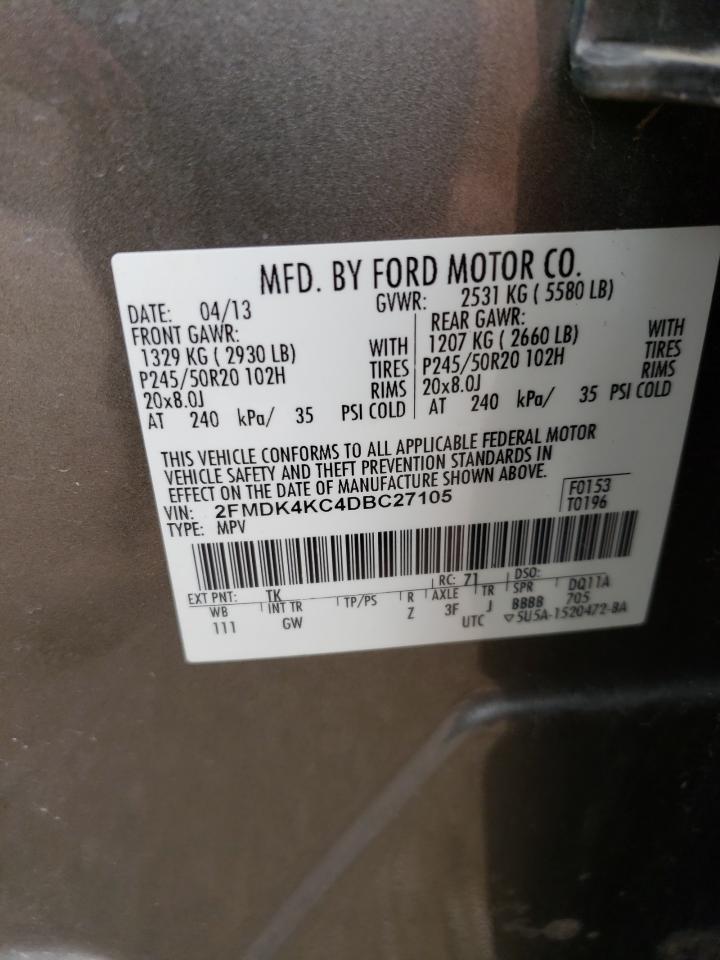 MFD. BY FORD MOTOR CO.
DATE: 04/13 GVWR: 2531 KG ( 5580 LB)
FRONT GAWR:
1329 KG ( 2930 LB) WITH
P245/50R20 102H TIRES
20x8.0J RIMS
AT 240 kPa/ 35 PSI COLD
REAR GAWR:
1207 KG ( 2660 LB) WITH
P245/50R20 102H TIRES
20x8.0J RIMS
AT 240 kPa/ 35 PSI COLD
THIS VEHICLE CONFORMS TO ALL APPLICABLE FEDERAL MOTOR
VEHICLE SAFETY AND THEFT PREVENTION STANDARDS IN
EFFECT ON THE DATE OF MANUFACTURE SHOWN ABOVE.
VIN: 2FMDK4KC4DBC27105 F0153
TYPE: MPV T0196
EXT PNT: TK RC: 71 DSO:
WB INT TR TP/PS R AXLE TR SPR DQ11A
111 GW Z 3F J BBBB 705
UTC ▽5U5A-1520472-BA